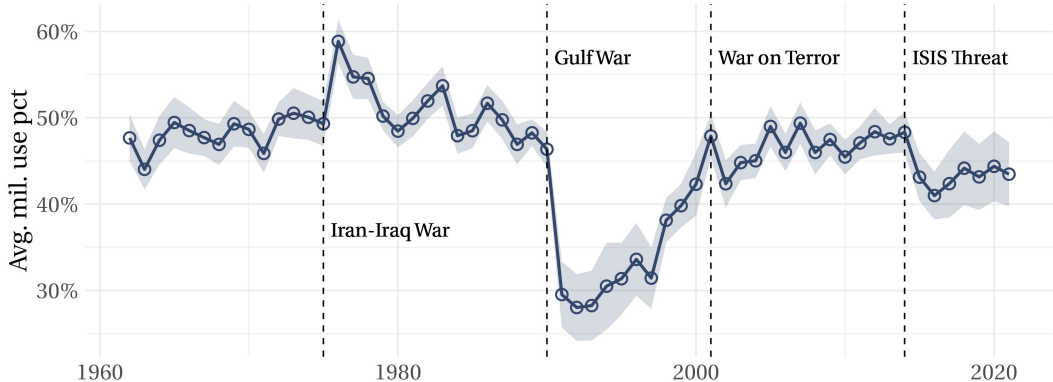 Avg. mil. use pct
60%
50%
40%
30%
Gulf War
War on Terror
ISIS Threat
Iran-Iraq War
1960
1980
2000
2020